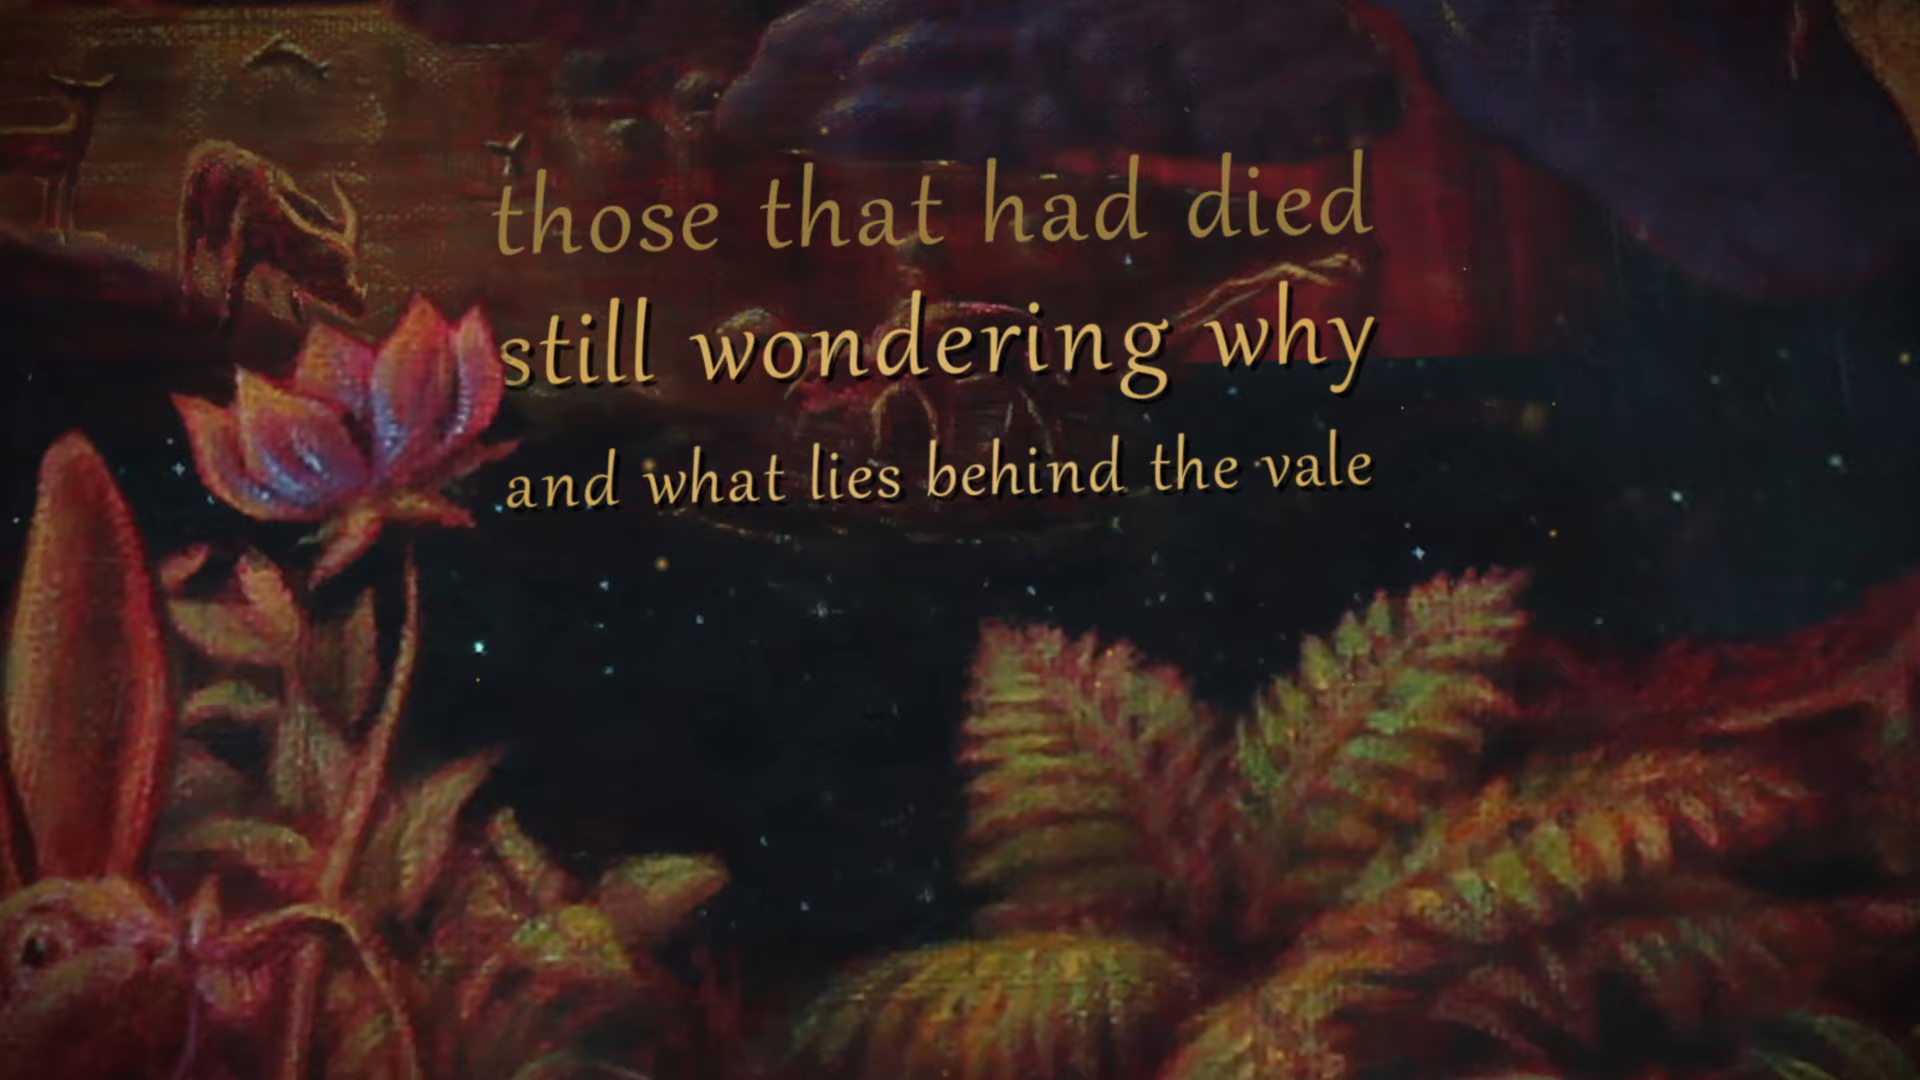 those that had died
still wondering why
and what lies behind the vale